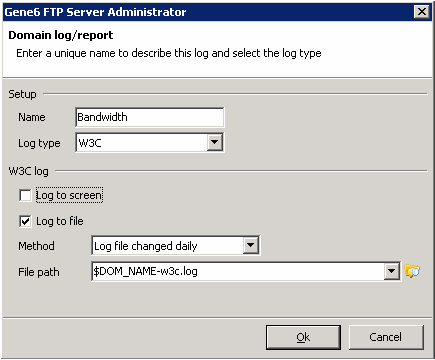 Gene6 FTP Server Administrator
Domain log/report
Enter a unique name to describe this log and select the log type
Setup
Name Bandwidth
Log type W3C
W3C log
Log to screen
Log to file
Method Log file changed daily
File path $DOM_NAME-w3c.log
Ok Cancel